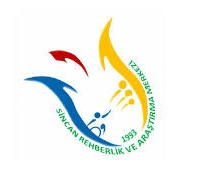 SİNCAN REHBERLİK VE ARAŞTIRMA MERKEZİ
1993